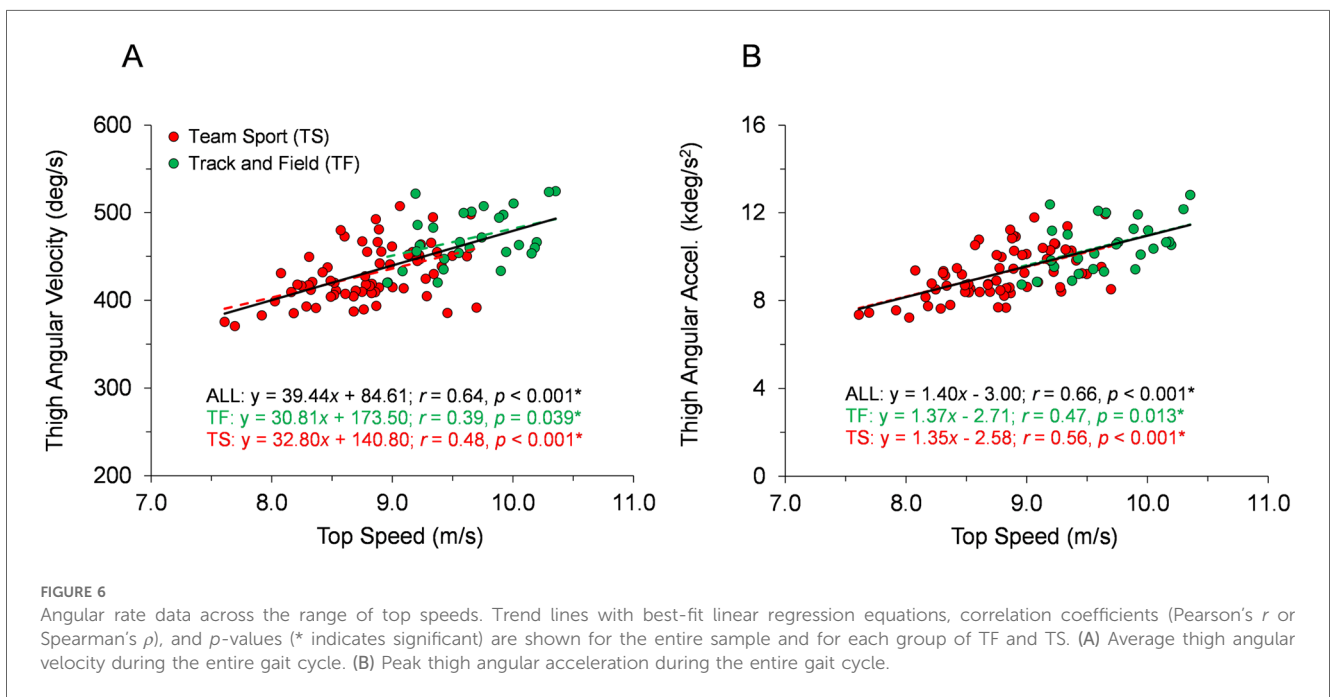 A
B
Team Sport (TS)
Track and Field (TF)
Thigh Angular Velocity (deg/s)
600
500
400
300
200
ALL: y = 39.44x + 84.61; r = 0.64, p < 0.001*
TF: y = 30.81x + 173.50; r = 0.39, p = 0.039*
TS: y = 32.80x + 140.80; r = 0.48, p < 0.001*
7.0 8.0 9.0 10.0 11.0
Top Speed (m/s)
Thigh Angular Accel. (kdeg/s²)
16
12
8
4
0
ALL: y = 1.40x - 3.00; r = 0.66, p < 0.001*
TF: y = 1.37x - 2.71; r = 0.47, p = 0.013*
TS: y = 1.35x - 2.58; r = 0.56, p < 0.001*
7.0 8.0 9.0 10.0 11.0
Top Speed (m/s)
FIGURE 6
Angular rate data across the range of top speeds. Trend lines with best-fit linear regression equations, correlation coefficients (Pearson's r or
Spearman's ρ), and p-values (* indicates significant) are shown for the entire sample and for each group of TF and TS. (A) Average thigh angular
velocity during the entire gait cycle. (B) Peak thigh angular acceleration during the entire gait cycle.